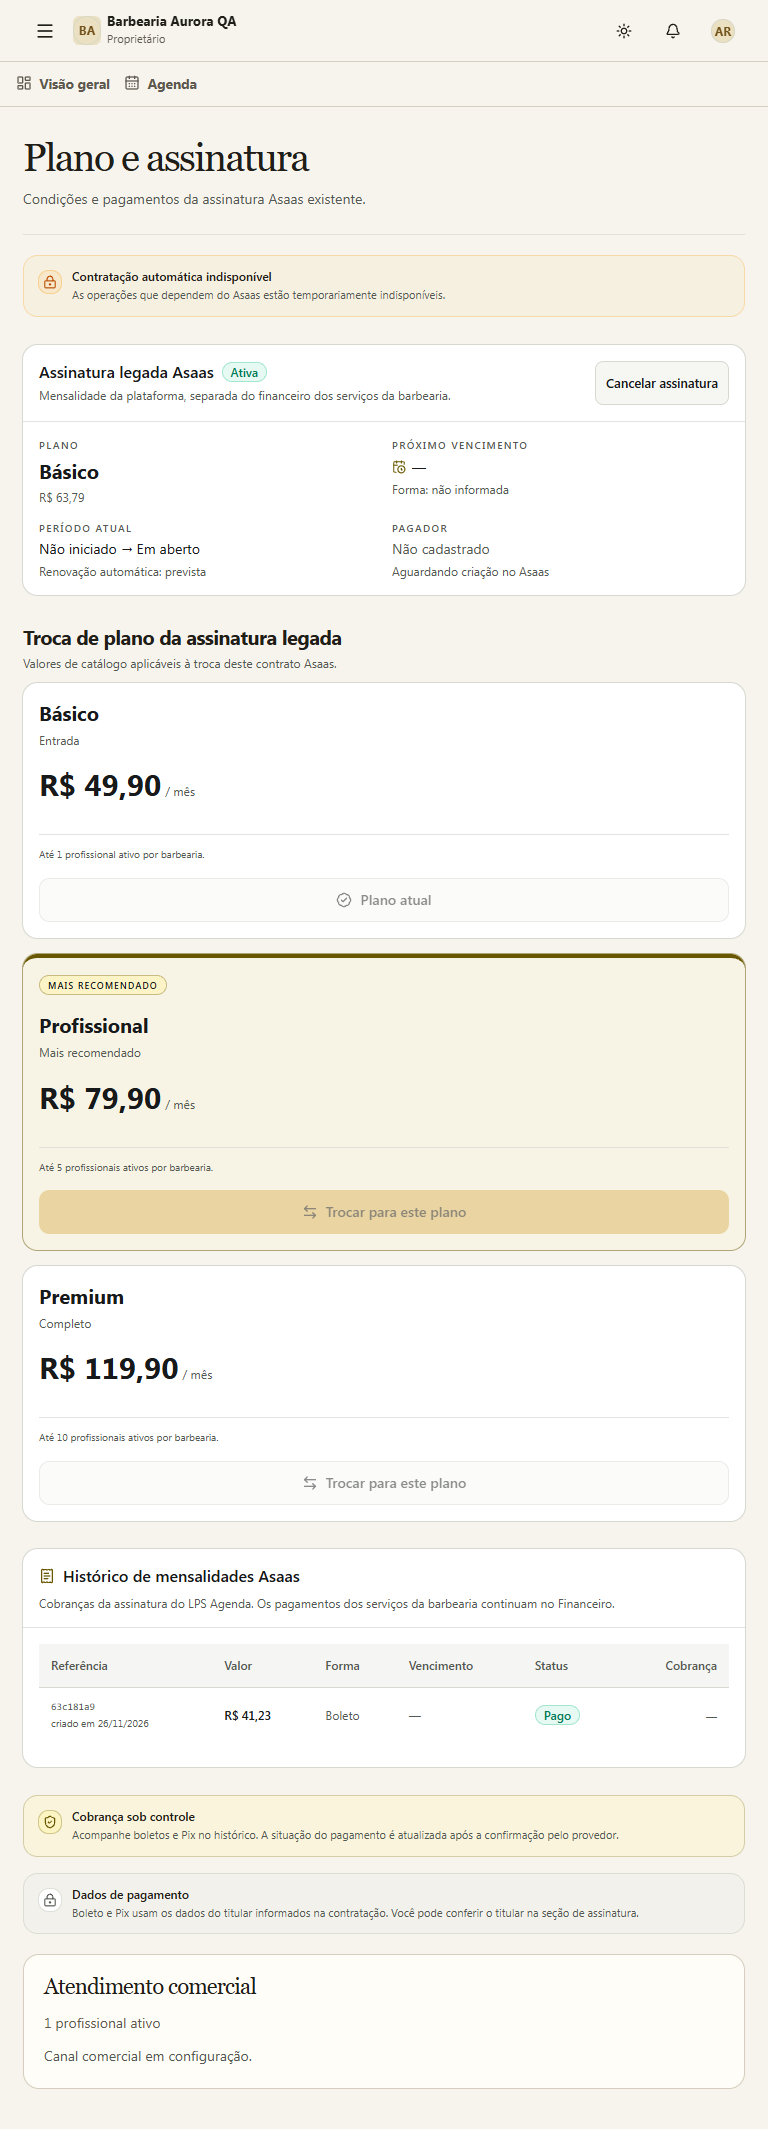 BA
Barbearia Aurora QA
Proprietário
AR
Visão geral
Agenda
Plano e assinatura
Condições e pagamentos da assinatura Asaas existente.
Contratação automática indisponível
As operações que dependem do Asaas estão temporariamente indisponíveis.
Assinatura legada Asaas
Ativa
Mensalidade da plataforma, separada do financeiro dos serviços da barbearia.
Cancelar assinatura
PLANO
Básico
R$ 63,79
PRÓXIMO VENCIMENTO
—
Forma: não informada
PERÍODO ATUAL
Não iniciado → Em aberto
Renovação automática: prevista
PAGADOR
Não cadastrado
Aguardando criação no Asaas
Troca de plano da assinatura legada
Valores de catálogo aplicáveis à troca deste contrato Asaas.
Básico
Entrada
R$ 49,90 / mês
Até 1 profissional ativo por barbearia.
Plano atual
MAIS RECOMENDADO
Profissional
Mais recomendado
R$ 79,90 / mês
Até 5 profissionais ativos por barbearia.
Trocar para este plano
Premium
Completo
R$ 119,90 / mês
Até 10 profissionais ativos por barbearia.
Trocar para este plano
Histórico de mensalidades Asaas
Cobranças da assinatura do LPS Agenda. Os pagamentos dos serviços da barbearia continuam no Financeiro.
Referência Valor Forma Vencimento Status Cobrança
63c181a9
criado em 26/11/2026
R$ 41,23 Boleto — Pago —
Cobrança sob controle
Acompanhe boletos e Pix no histórico. A situação do pagamento é atualizada após a confirmação pelo provedor.
Dados de pagamento
Boleto e Pix usam os dados do titular informados na contratação. Você pode conferir o titular na seção de assinatura.
Atendimento comercial
1 profissional ativo
Canal comercial em configuração.